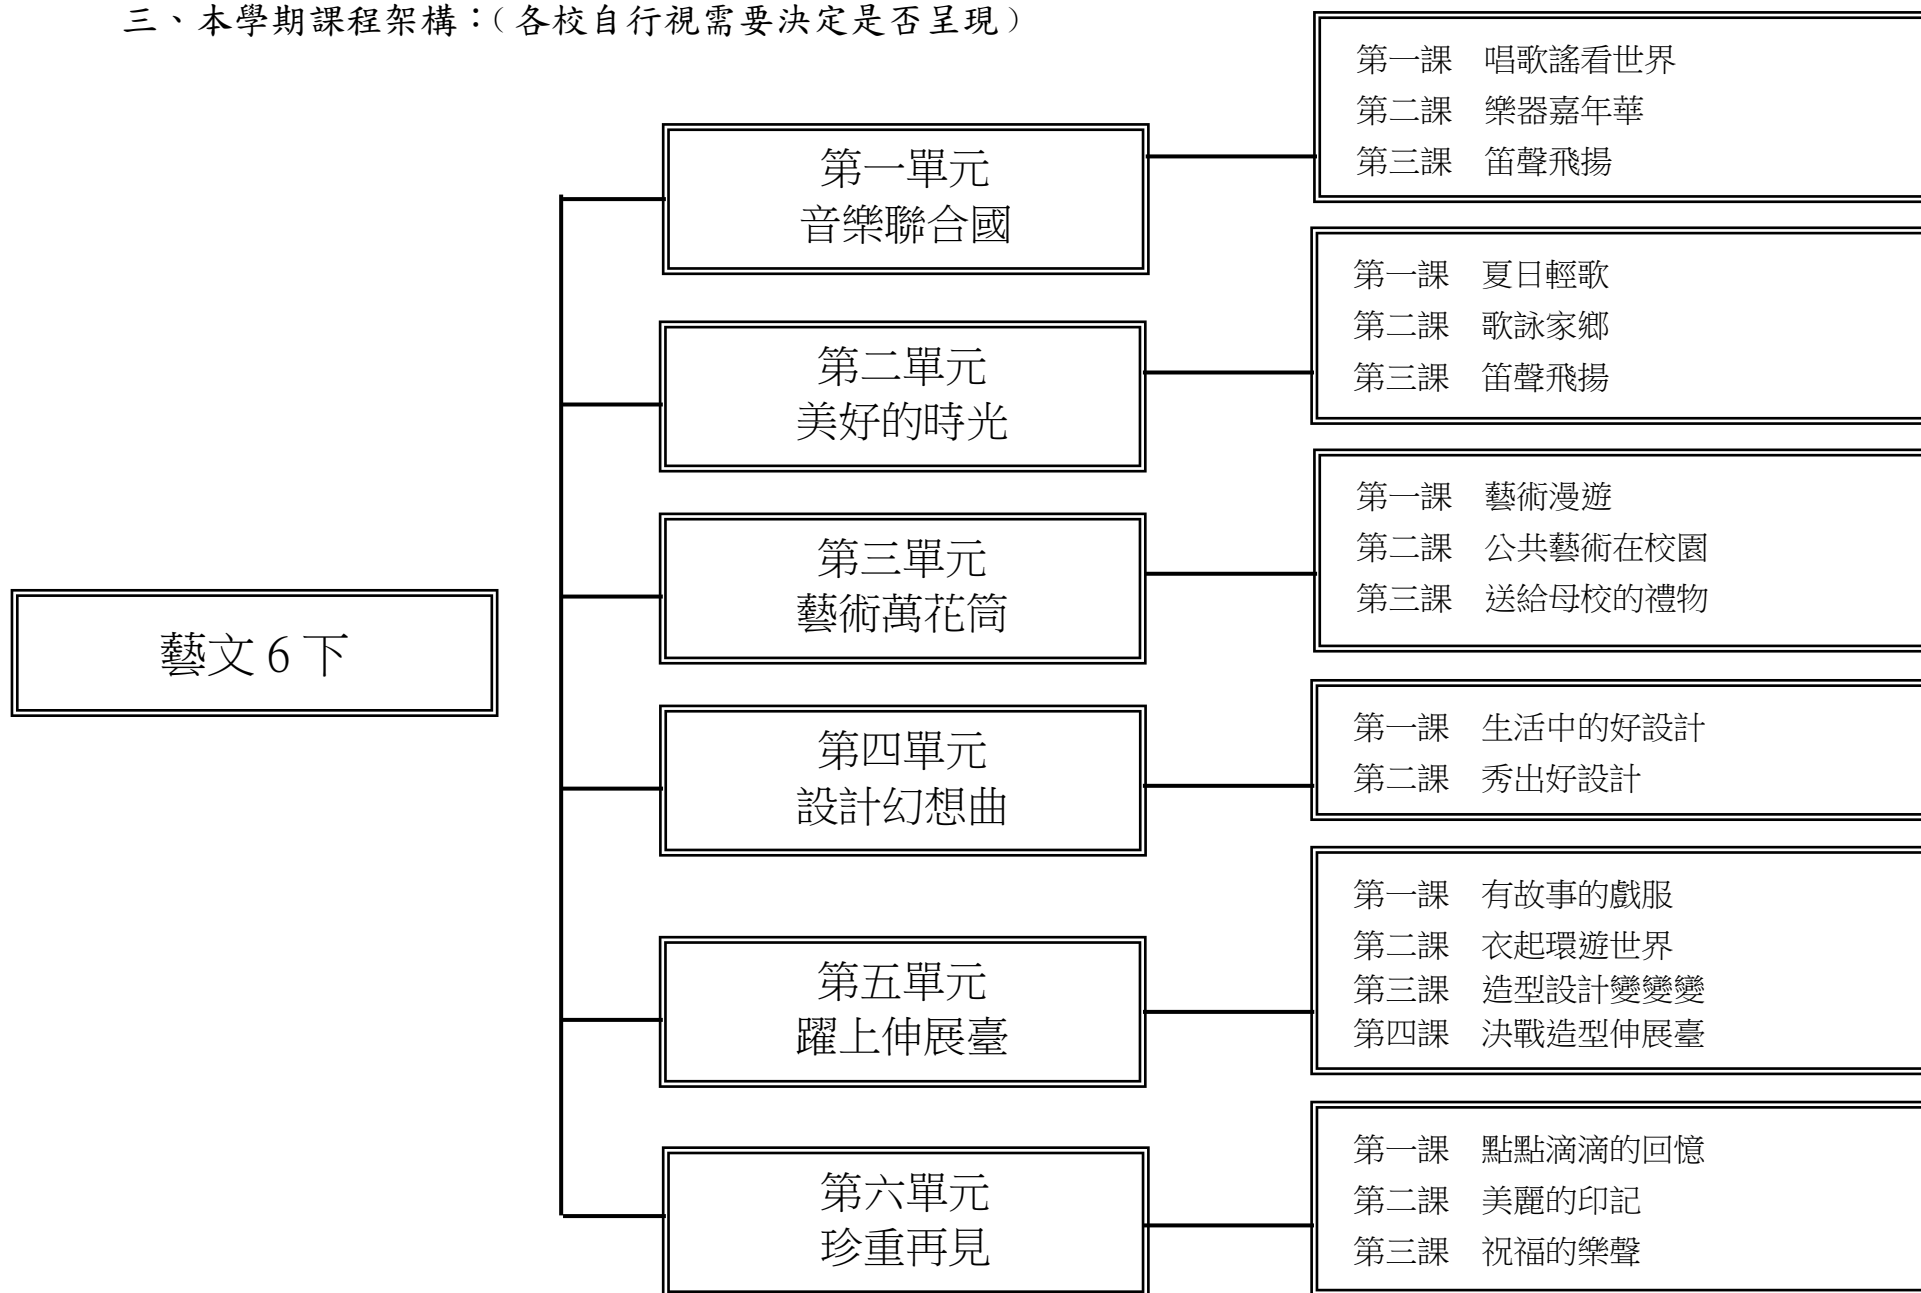 三、本學期課程架構：（各校自行視需要決定是否呈現）
藝文 6 下
第一單元
音樂聯合國
第一課　唱歌謠看世界
第二課　樂器嘉年華
第三課　笛聲飛揚
第二單元
美好的時光
第一課　夏日輕歌
第二課　歌詠家鄉
第三課　笛聲飛揚
第三單元
藝術萬花筒
第一課　藝術漫遊
第二課　公共藝術在校園
第三課　送給母校的禮物
第四單元
設計幻想曲
第一課　生活中的好設計
第二課　秀出好設計
第五單元
躍上伸展臺
第一課　有故事的戲服
第二課　衣起環遊世界
第三課　造型設計變變變
第四課　決戰造型伸展臺
第六單元
珍重再見
第一課　點點滴滴的回憶
第二課　美麗的印記
第三課　祝福的樂聲